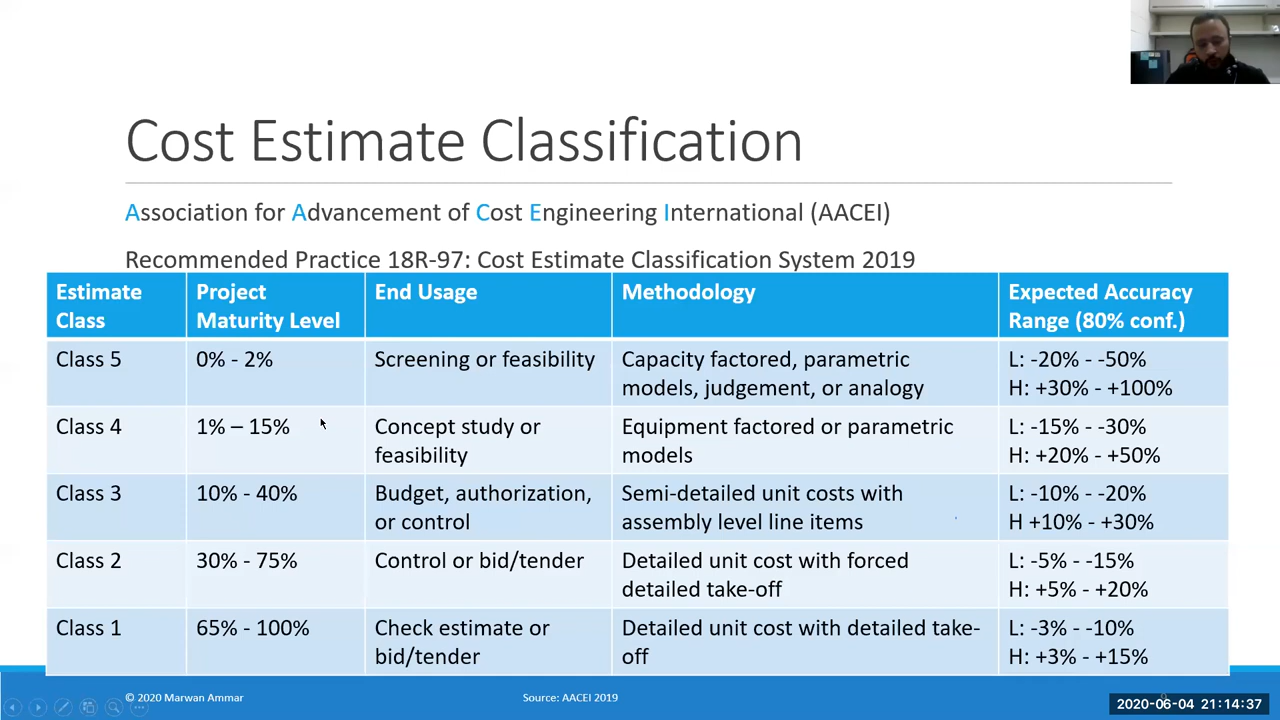 Cost Estimate Classification
Association for Advancement of Cost Engineering International (AACEI)
Recommended Practice 18R-97: Cost Estimate Classification System 2019
Estimate Class
Project Maturity Level
End Usage
Methodology
Expected Accuracy Range (80% conf.)
Class 5
0% - 2%
Screening or feasibility
Capacity factored, parametric
models, judgement, or analogy
L: -20% - -50%
H: +30% - +100%
Class 4
1% – 15%
Concept study or
feasibility
Equipment factored or parametric
models
L: -15% - -30%
H: +20% - +50%
Class 3
10% - 40%
Budget, authorization,
or control
Semi-detailed unit costs with
assembly level line items
L: -10% - -20%
H +10% - +30%
Class 2
30% - 75%
Control or bid/tender
Detailed unit cost with forced
detailed take-off
L: -5% - -15%
H: +5% - +20%
Class 1
65% - 100%
Check estimate or
bid/tender
Detailed unit cost with detailed take-
off
L: -3% - -10%
H: +3% - +15%
© 2020 Marwan Ammar
Source: AACEI 2019
2020-06-04 21:14:37